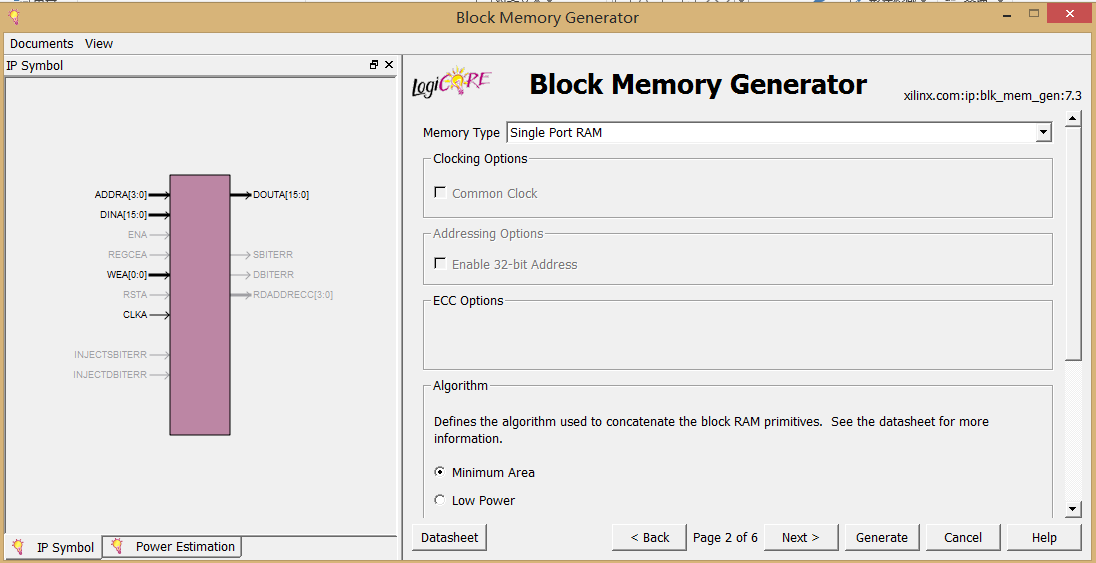 Block Memory Generator
Documents View
IP Symbol
ADDRA[3:0]
DINA[15:0]
ENA
REGCEA
WEA[0:0]
RSTA
CLKA
INJECTSBITERR
INJECTDBITERR
DOUTA[15:0]
SBITERR
DBITERR
RDADDRECC[3:0]
IP Symbol
Power Estimation
LogiCORE
Block Memory Generator
xilinx.com:ip:blk_mem_gen:7.3
Memory Type Single Port RAM
Clocking Options
Common Clock
Addressing Options
Enable 32-bit Address
ECC Options
Algorithm
Defines the algorithm used to concatenate the block RAM primitives. See the datasheet for more
information.
Minimum Area
Low Power
Datasheet
< Back
Page 2 of 6
Next >
Generate
Cancel
Help